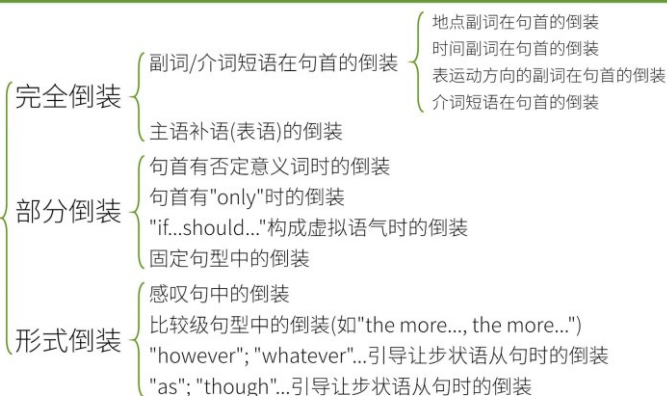 完全倒装
副词/介词短语在句首的倒装
地点副词在句首的倒装
时间副词在句首的倒装
表运动方向的副词在句首的倒装
介词短语在句首的倒装
主语补语(表语)的倒装
部分倒装
句首有否定意义词时的倒装
句首有"only"时的倒装
"if...should..."构成虚拟语气时的倒装
固定句型中的倒装
形式倒装
感叹句中的倒装
比较级句型中的倒装(如"the more..., the more...")
"however"; "whatever"...引导让步状语从句时的倒装
"as"; "though"...引导让步状语从句时的倒装